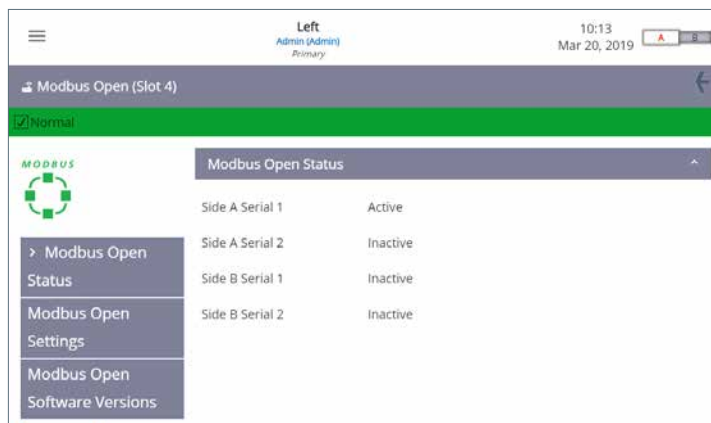 Left
Admin (Admin)
Primary
10:13
Mar 20, 2019
A B
Modbus Open (Slot 4)
Normal
MODBUS
> Modbus Open
Status
Modbus Open
Settings
Modbus Open
Software Versions
Modbus Open Status
Side A Serial 1 Active
Side A Serial 2 Inactive
Side B Serial 1 Inactive
Side B Serial 2 Inactive